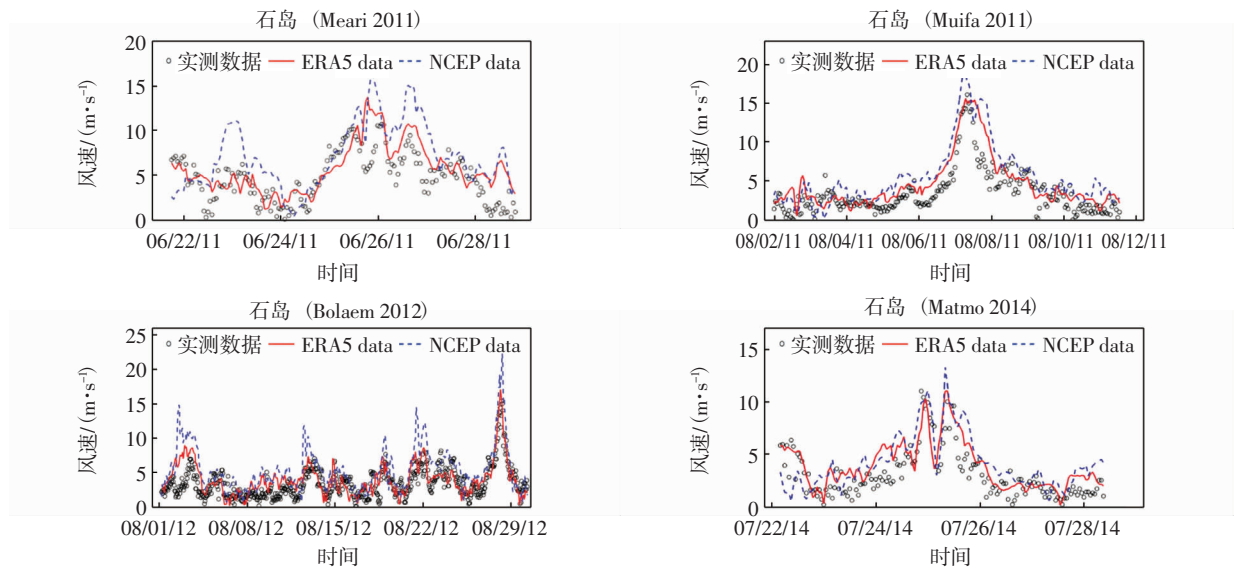 石岛 (Meari 2011)
20
15
10
5
0
实测数据 ERA5 data NCEP data
风速/(m·s⁻¹)
06/22/11 06/24/11 06/26/11 06/28/11
时间
石岛 (Muifa 2011)
20
15
10
5
0
实测数据 ERA5 data NCEP data
风速/(m·s⁻¹)
08/02/11 08/04/11 08/06/11 08/08/11 08/10/11 08/12/11
时间
石岛 (Bolaem 2012)
25
20
15
10
5
0
实测数据 ERA5 data NCEP data
风速/(m·s⁻¹)
08/01/12 08/08/12 08/15/12 08/22/12 08/29/12
时间
石岛 (Matmo 2014)
15
10
5
0
实测数据 ERA5 data NCEP data
风速/(m·s⁻¹)
07/22/14 07/24/14 07/26/14 07/28/14
时间